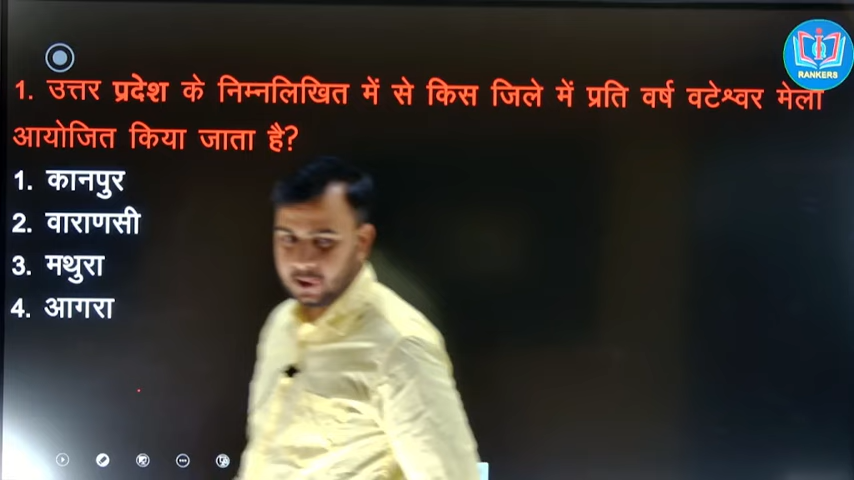 RANKERS
1. उत्तर प्रदेश के निम्नलिखित में से किस जिले में प्रति वर्ष वटेश्वर मेला
आयोजित किया जाता है?
1. कानपुर
2. वाराणसी
3. मथुरा
4. आगरा